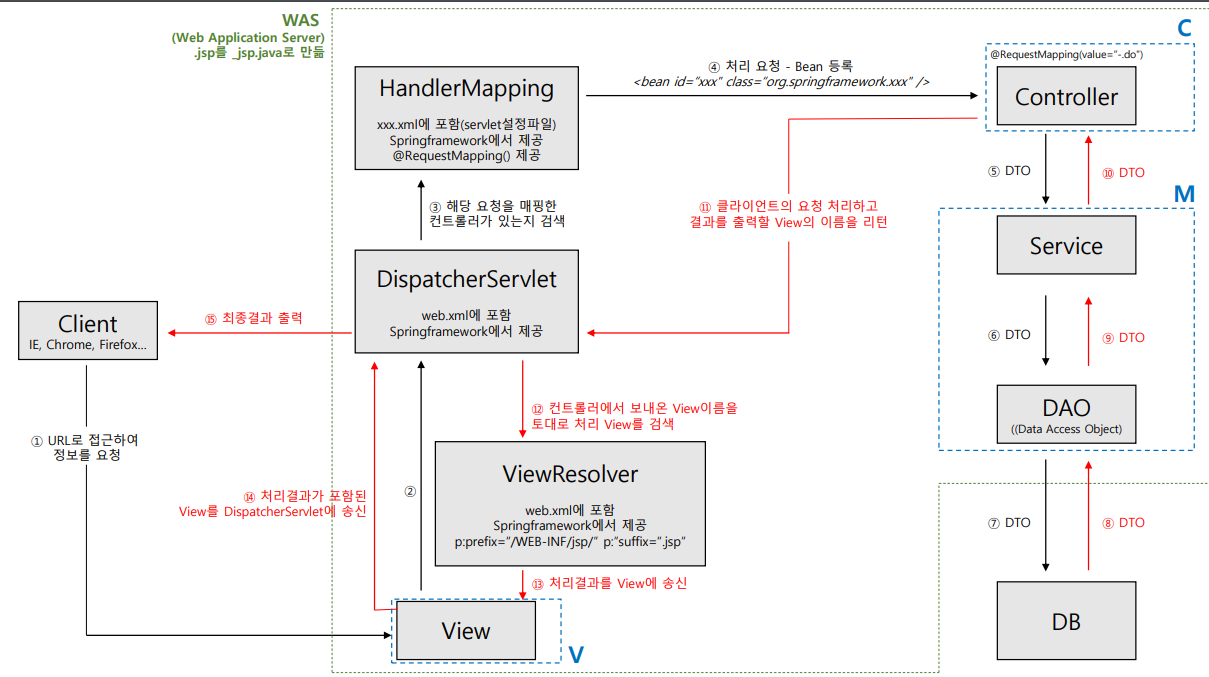 WAS
(Web Application Server)
.jsp를 _jsp.java로 만듦
C
④ 처리 요청 - Bean 등록
<bean id="xxx" class="org.springframework.xxx" />
@RequestMapping(value="-.do")
Controller
HandlerMapping
xxx.xml에 포함(servlet설정파일)
Springframework에서 제공
@RequestMapping() 제공
⑤ DTO
⑩ DTO
③ 해당 요청을 매핑한
컨트롤러가 있는지 검색
⑪ 클라이언트의 요청 처리하고
결과를 출력할 View의 이름을 리턴
M
Service
DispatcherServlet
web.xml에 포함
Springframework에서 제공
Client
IE, Chrome, Firefox...
⑮ 최종결과 출력
⑥ DTO
⑨ DTO
⑫ 컨트롤러에서 보내온 View이름을
토대로 처리 View를 검색
DAO
((Data Access Object)
① URL로 접근하여
정보를 요청
ViewResolver
web.xml에 포함
Springframework에서 제공
p:prefix="/WEB-INF/jsp/" p:"suffix=".jsp"
②
⑭ 처리결과가 포함된
View를 DispatcherServlet에 송신
⑦ DTO
⑧ DTO
⑬ 처리결과를 View에 송신
View
V
DB